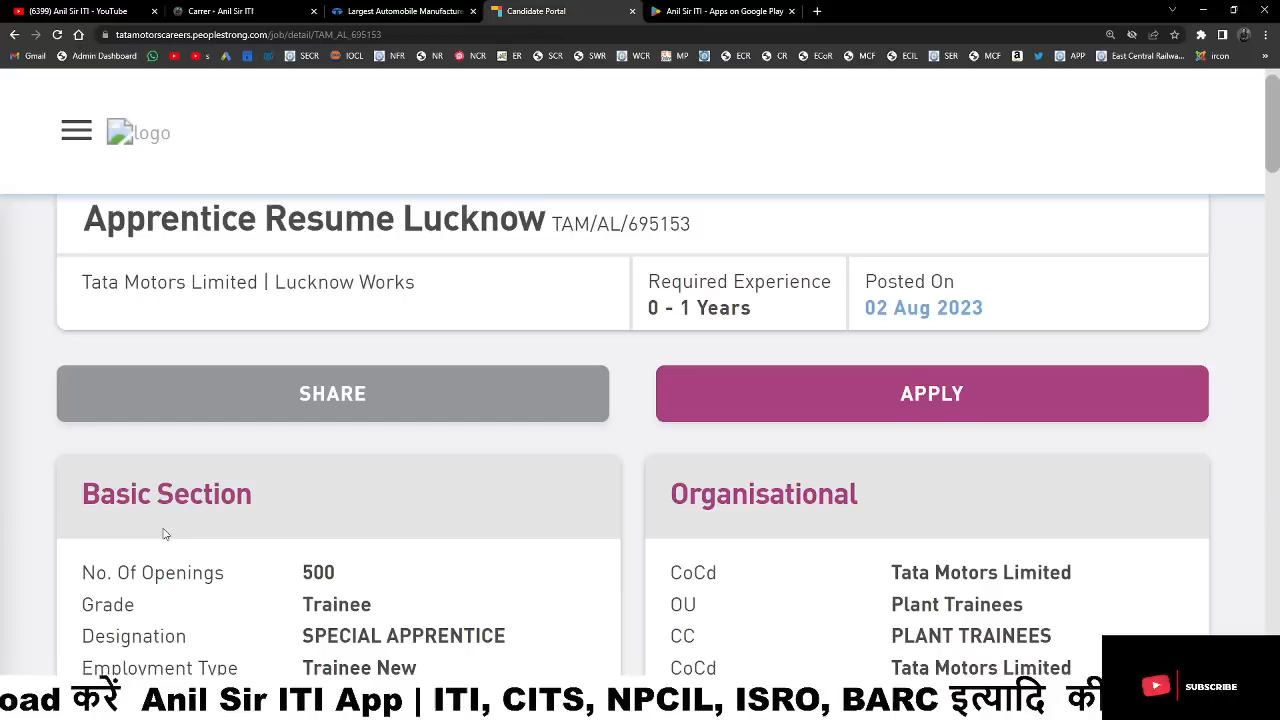 (6399) Anil Sir ITI - YouTube
Carrer • Anil Sir ITI
Largest Automobile Manufacture
Candidate Portal
Anil Sir ITI - Apps on Google Play
tatamotorscareers.peoplestrong.com/job/detail/TAM_AL_695153
Gmail Admin Dashboard s SECR IOCL NFR NR NCR ER SCR SWR WCR MP ECR CR ECoR MCF ECIL SER MCF APP East Central Railwa... ircon
logo
Apprentice Resume Lucknow TAM/AL/695153
Tata Motors Limited | Lucknow Works
Required Experience
0 - 1 Years
Posted On
02 Aug 2023
SHARE
APPLY
Basic Section
No. Of Openings 500
Grade Trainee
Designation SPECIAL APPRENTICE
Employment Type Trainee New
Organisational
CoCd Tata Motors Limited
OU Plant Trainees
CC PLANT TRAINEES
CoCd Tata Motors Limited
SUBSCRIBE
oad करें Anil Sir ITI App | ITI, CITS, NPCIL, ISRO, BARC इत्यादि की